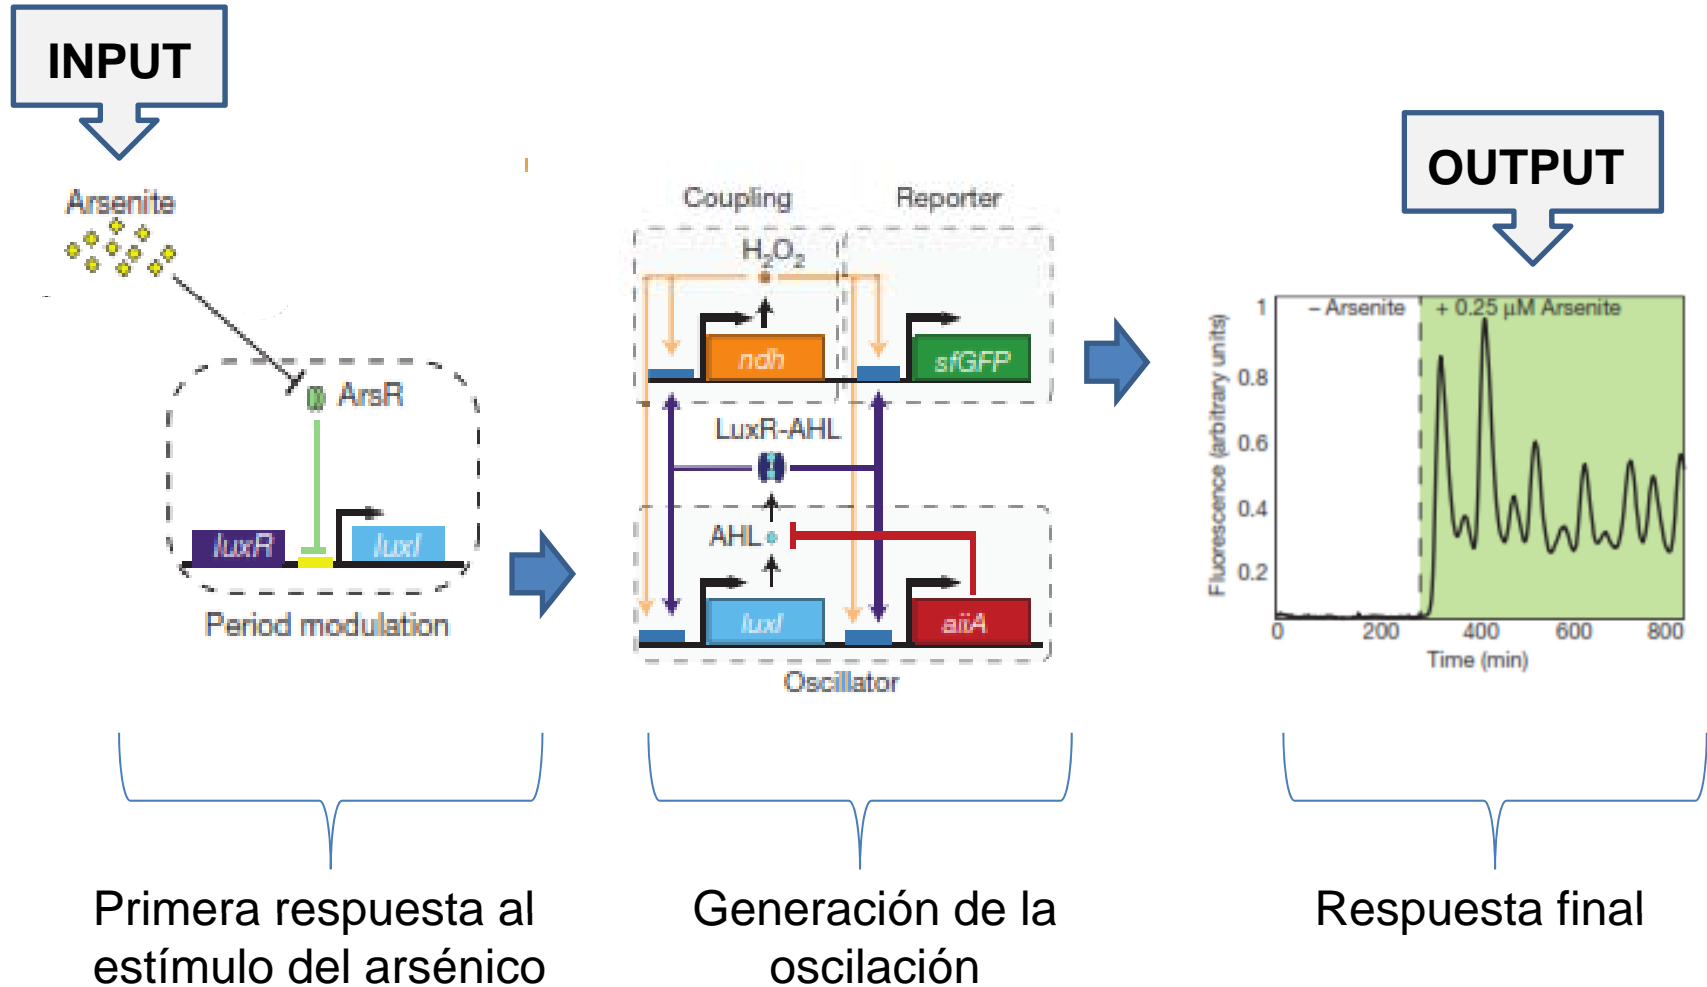 INPUT
Arsenite
ArsR
luxR
luxI
Period modulation
Coupling
Reporter
H₂O₂
ndh
sfGFP
LuxR-AHL
AHL
luxI
aiiA
Oscillator
OUTPUT
– Arsenite
+ 0.25 µM Arsenite
Fluorescence (arbitrary units)
1
0.8
0.6
0.4
0.2
0
200
400
600
800
Time (min)
Primera respuesta al
estímulo del arsénico
Generación de la
oscilación
Respuesta final